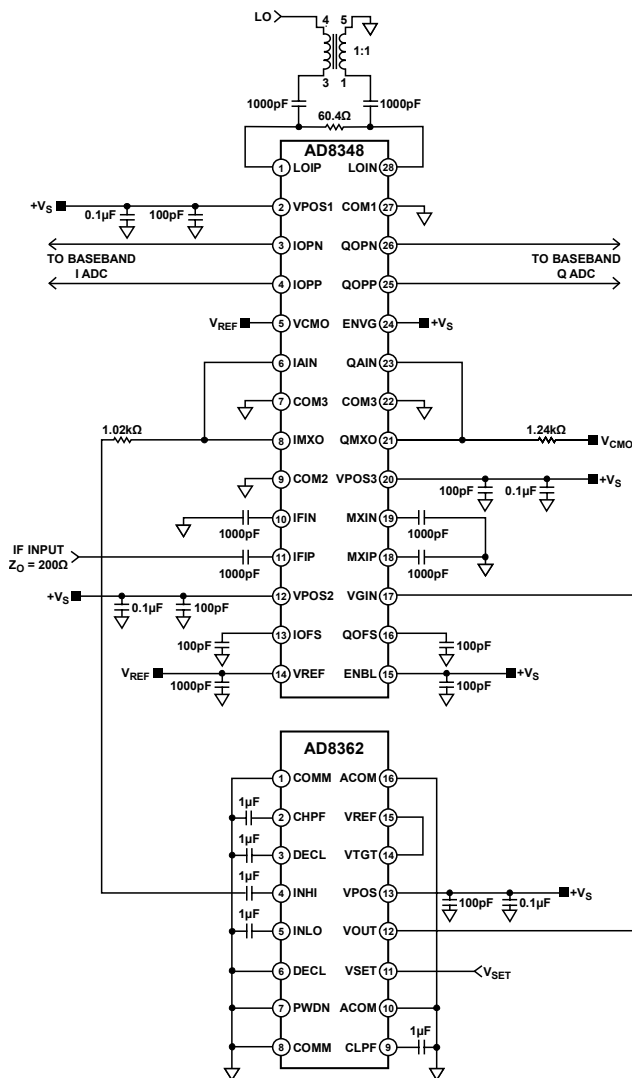 LO
4 5
1:1
3 1
1000pF 1000pF
60.4Ω
AD8348
1 LOIP LOIN 28
+VS 0.1µF 100pF 2 VPOS1 COM1 27
3 IOPN QOPN 26
TO BASEBAND
I ADC
TO BASEBAND
Q ADC
4 IOPP QOPP 25
VREF 5 VCMO ENVG 24 +VS
6 IAIN QAIN 23
7 COM3 COM3 22
1.02kΩ 8 IMXO QMXO 21 1.24kΩ VCMO
9 COM2 VPOS3 20 100pF 0.1µF +VS
1000pF 10 IFIN MXIN 19 1000pF
IF INPUT
ZO = 200Ω
1000pF 11 IFIP MXIP 18 1000pF
+VS 0.1µF 100pF 12 VPOS2 VGIN 17
100pF 13 IOFS QOFS 16 100pF
VREF 1000pF 14 VREF ENBL 15 100pF +VS
AD8362
1 COMM ACOM 16
1µF 2 CHPF VREF 15
1µF 3 DECL VTGT 14
1µF 4 INHI VPOS 13 100pF 0.1µF +VS
1µF 5 INLO VOUT 12
6 DECL VSET 11 VSET
7 PWDN ACOM 10
8 COMM CLPF 9 1µF